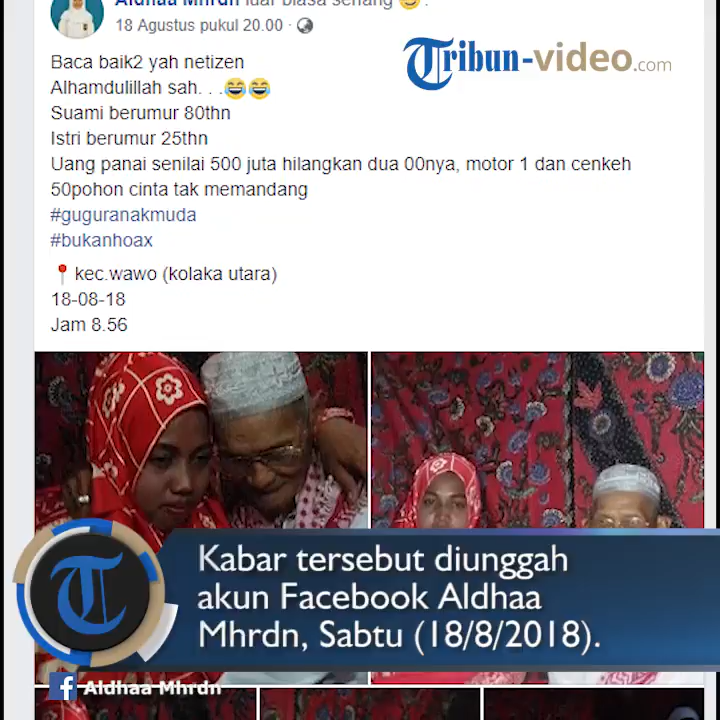 Aldhaa Mhrdn luar biasa senang
18 Agustus pukul 20.00 ·
Tribun-video.com
Baca baik2 yah netizen
Alhamdulillah sah. . .😂😂
Suami berumur 80thn
Istri berumur 25thn
Uang panai senilai 500 juta hilangkan dua 00nya, motor 1 dan cenkeh
50pohon cinta tak memandang
#guguranakmuda
#bukanhoax
📍kec.wawo (kolaka utara)
18-08-18
Jam 8.56
T
Kabar tersebut diunggah
akun Facebook Aldhaa
Mhrdn, Sabtu (18/8/2018).
f Aldhaa Mhrdn